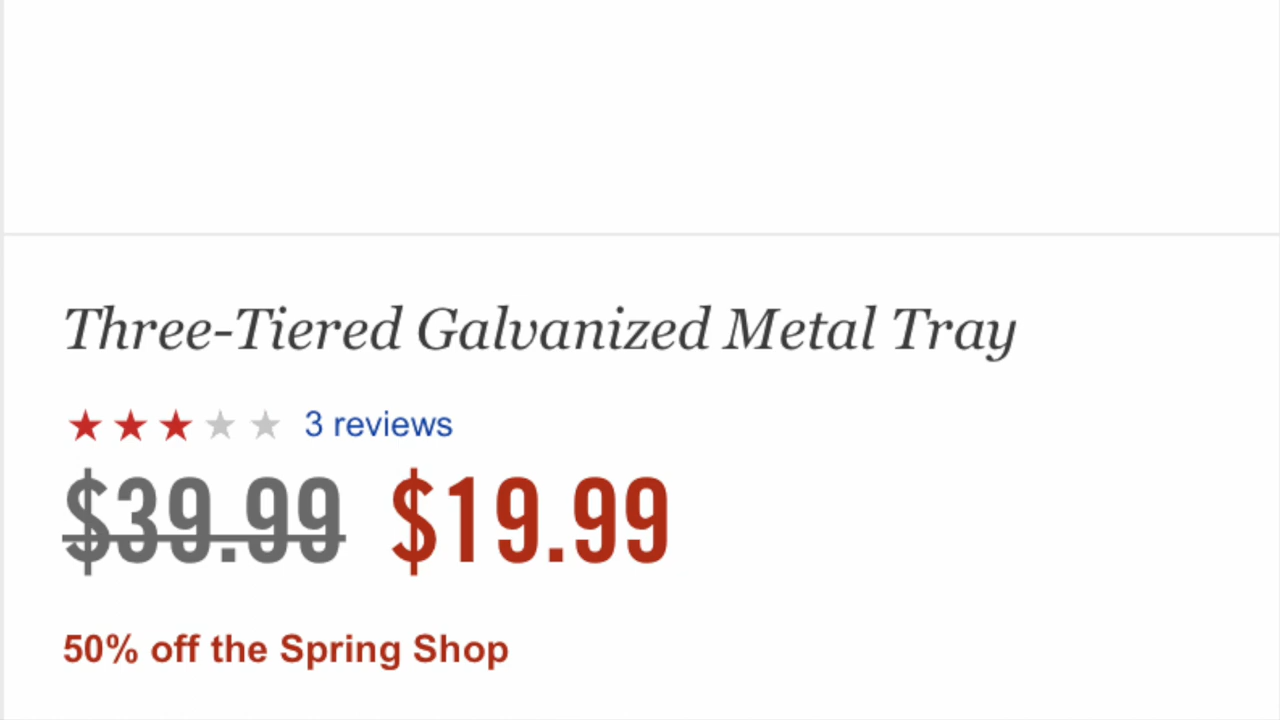 Three-Tiered Galvanized Metal Tray
3 reviews
$39.99 $19.99
50% off the Spring Shop